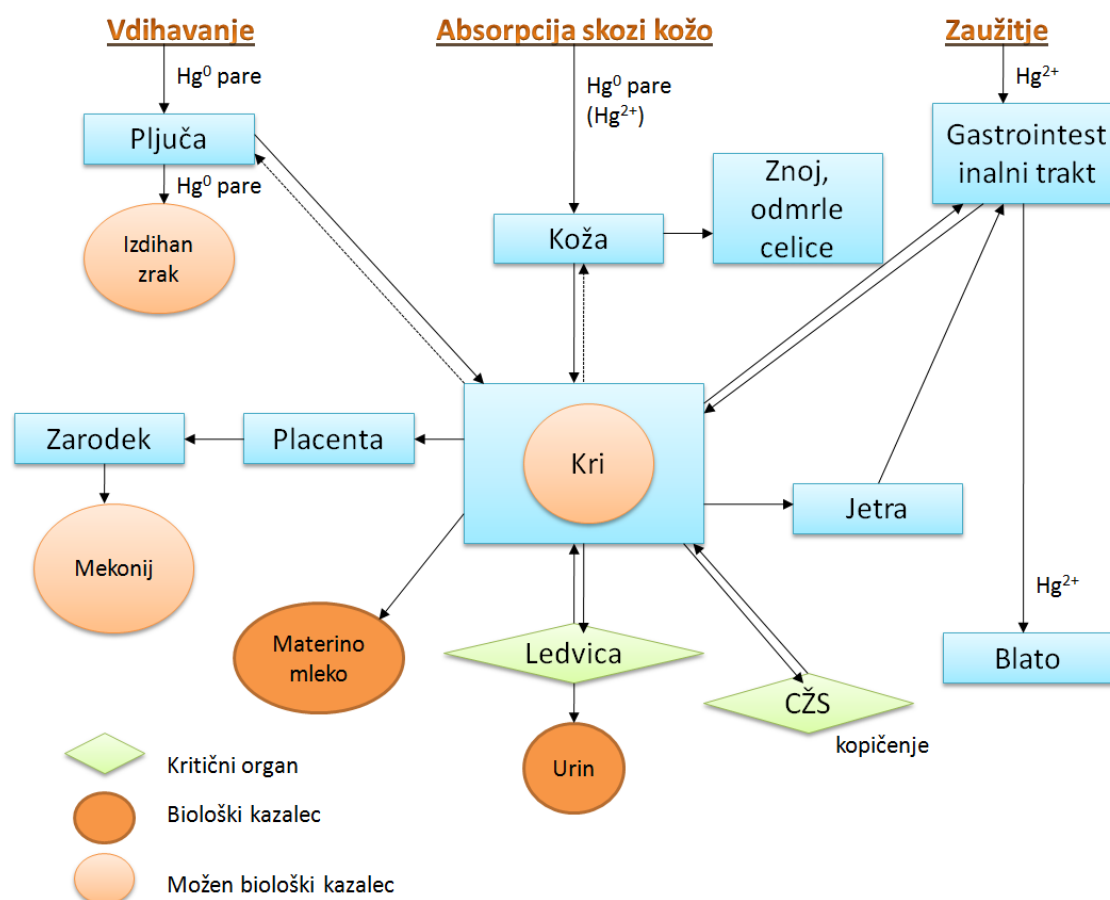 Vdihavanje
Absorpcija skozi kožo
Zaužitje
Hg⁰ pare
Hg⁰ pare
(Hg²⁺)
Hg²⁺
Pljuča
Gastrointest
inalni trakt
Hg⁰ pare
Znoj,
odmrle
celice
Koža
Izdihan
zrak
Zarodek
Placenta
Kri
Jetra
Mekonij
Hg²⁺
Materino
mleko
Ledvica
Blato
CŽS
kopičenje
Urin
Kritični organ
Biološki kazalec
Možen biološki kazalec